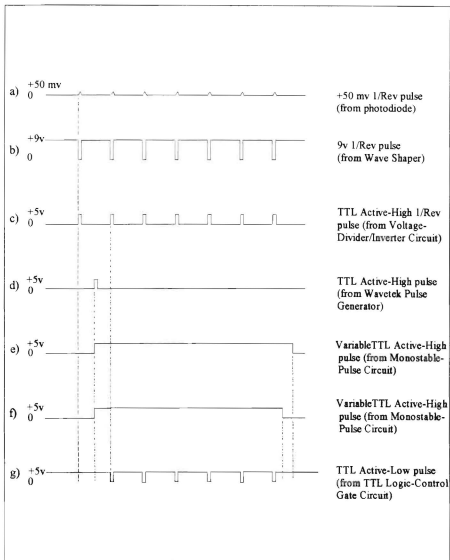 a) +50 mv
0
+50 mv 1/Rev pulse
(from photodiode)
b) +9v
0
9v 1/Rev pulse
(from Wave Shaper)
c) +5v
0
TTL Active-High 1/Rev
pulse (from Voltage-
Divider/Inverter Circuit)
d) +5v
0
TTL Active-High pulse
(from Wavetek Pulse
Generator)
e) +5v
0
VariableTTL Active-High
pulse (from Monostable-
Pulse Circuit)
f) +5v
0
VariableTTL Active-High
pulse (from Monostable-
Pulse Circuit)
g) +5v
0
TTL Active-Low pulse
(from TTL Logic-Control
Gate Circuit)